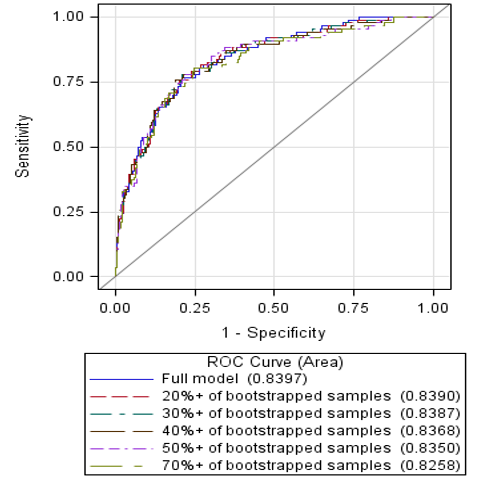 1.00
0.75
0.50
0.25
0.00
Sensitivity
0.00 0.25 0.50 0.75 1.00
1 - Specificity
ROC Curve (Area)
Full model (0.8397)
20%+ of bootstrapped samples (0.8390)
30%+ of bootstrapped samples (0.8387)
40%+ of bootstrapped samples (0.8368)
50%+ of bootstrapped samples (0.8350)
70%+ of bootstrapped samples (0.8258)